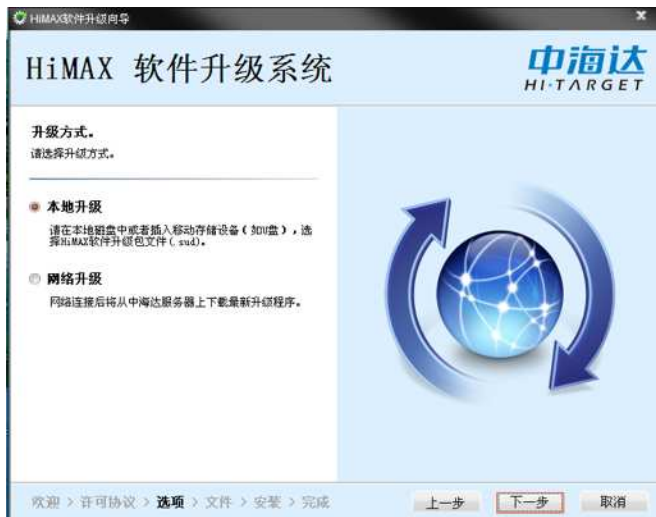 HiMAX软件升级向导
HiMAX 软件升级系统
中海达
HI·TARGET
升级方式。
请选择升级方式。
本地升级
请在本地磁盘中或者插入移动存储设备(如U盘),选
择HiMAX软件升级包文件(.sud)。
网络升级
网络连接后将从中海达服务器上下载最新升级程序。
欢迎 > 许可协议 > 选项 > 文件 > 安装 > 完成
上一步 下一步 取消